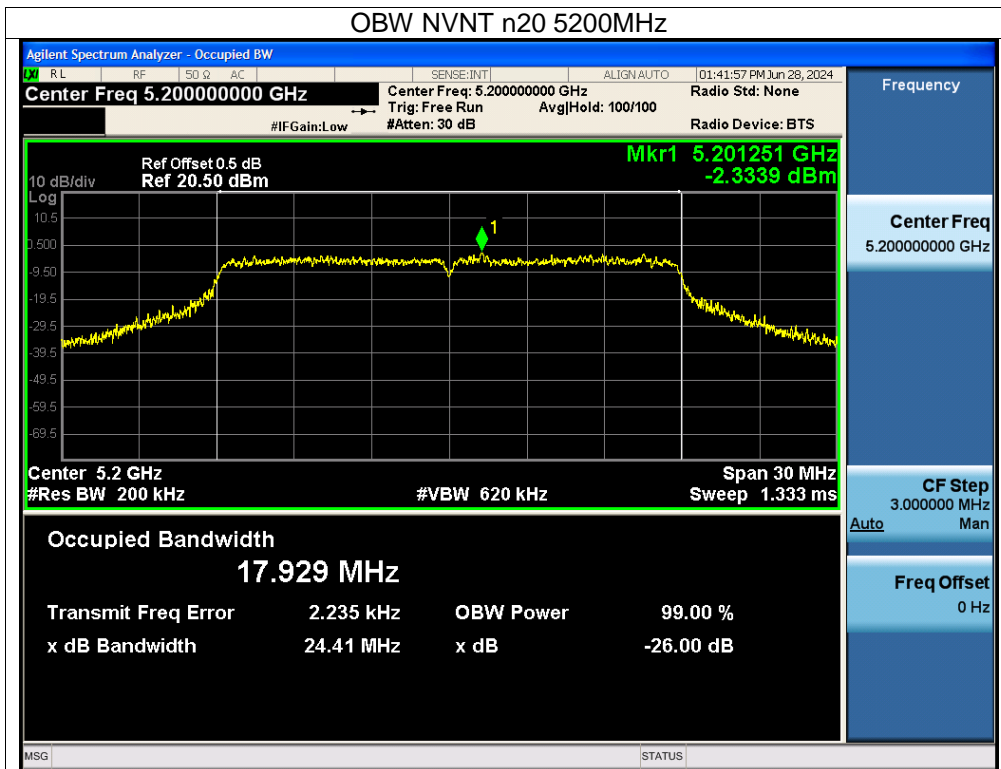 OBW NVNT n20 5200MHz
Agilent Spectrum Analyzer - Occupied BW
LXI RL RF 50 Ω AC SENSE:INT ALIGN AUTO 01:41:57 PM Jun 28, 2024
Center Freq 5.200000000 GHz Center Freq: 5.200000000 GHz Radio Std: None
Trig: Free Run Avg|Hold: 100/100
#IFGain:Low #Atten: 30 dB Radio Device: BTS
Ref Offset 0.5 dB Mkr1 5.201251 GHz
10 dB/div Ref 20.50 dBm -2.3339 dBm
Log
10.5
1
0.500
-9.50
-19.5
-29.5
-39.5
-49.5
-59.5
-69.5
Center 5.2 GHz Span 30 MHz
#Res BW 200 kHz #VBW 620 kHz Sweep 1.333 ms
Occupied Bandwidth
17.929 MHz
Transmit Freq Error 2.235 kHz OBW Power 99.00 %
x dB Bandwidth 24.41 MHz x dB -26.00 dB
MSG STATUS
Frequency
Center Freq
5.200000000 GHz
CF Step
3.000000 MHz
Auto Man
Freq Offset
0 Hz